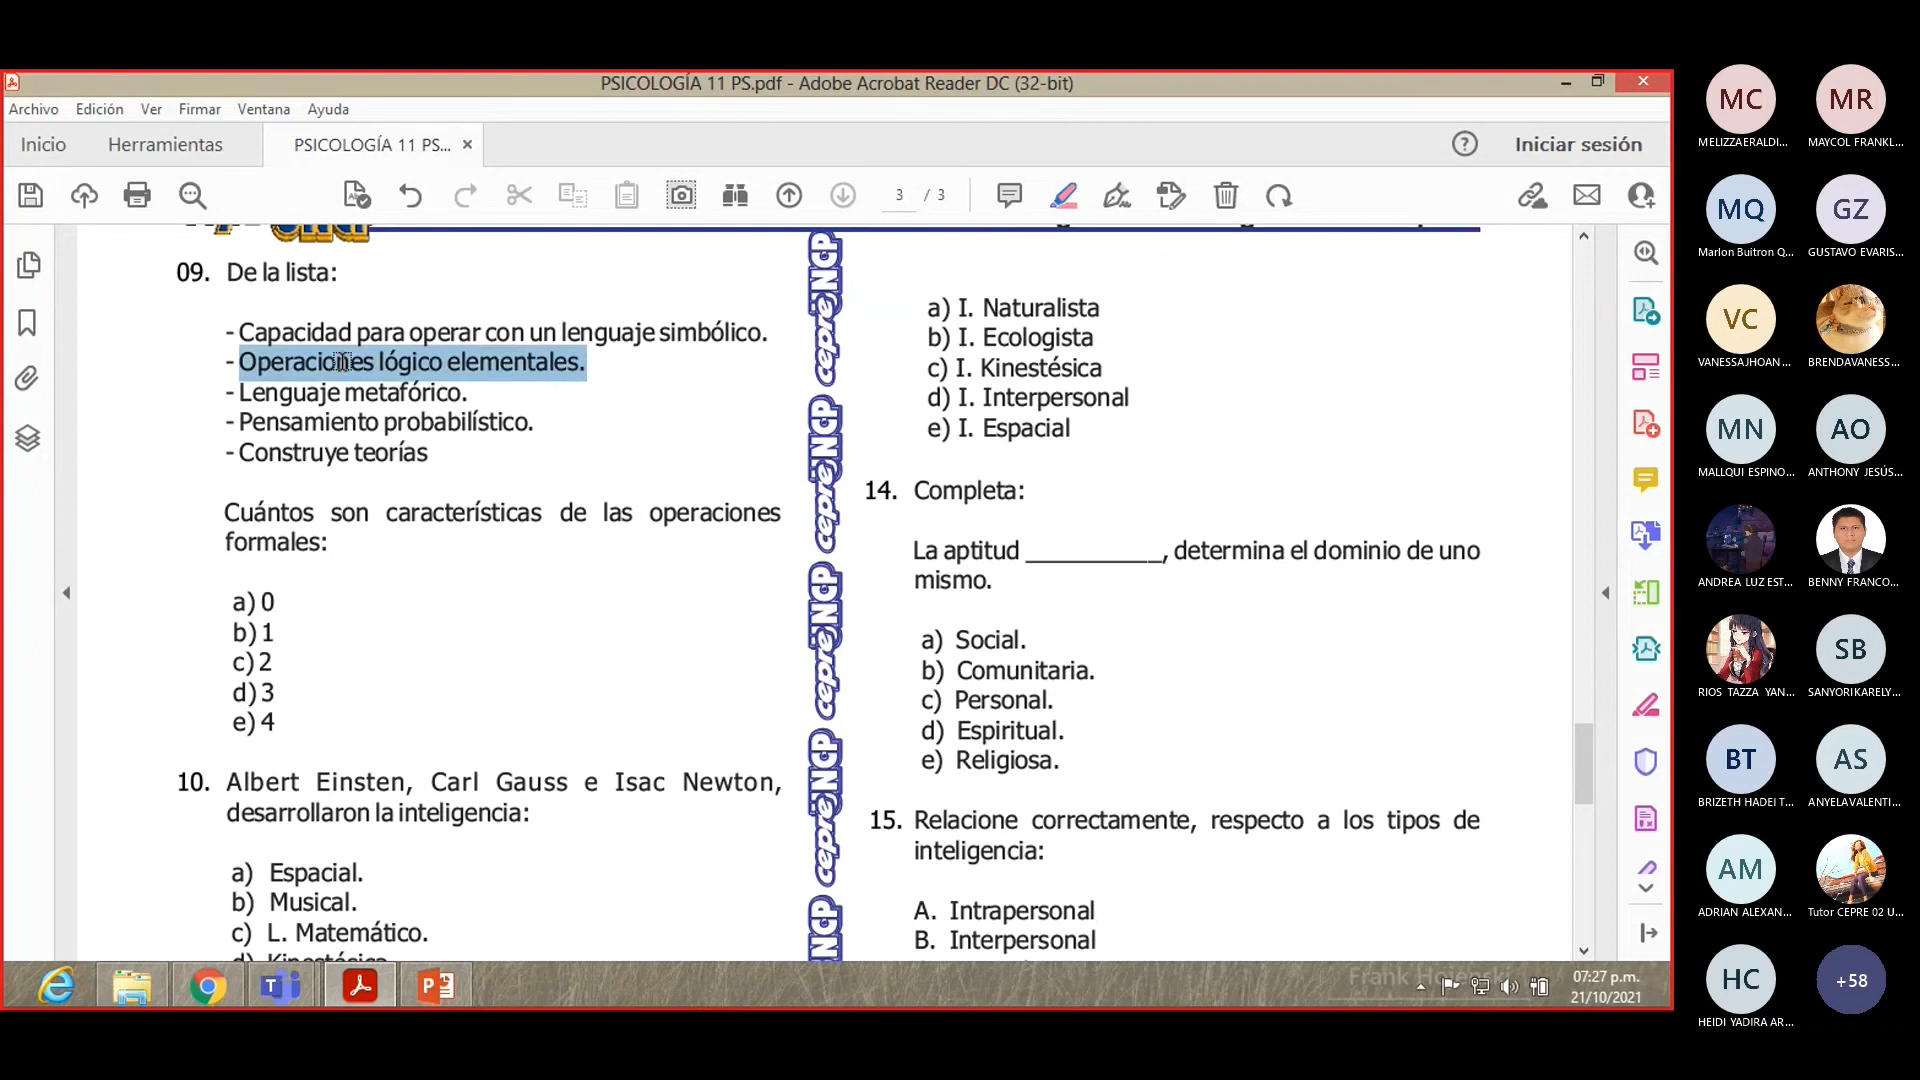 PSICOLOGÍA 11 PS.pdf - Adobe Acrobat Reader DC (32-bit)
Archivo Edición Ver Firmar Ventana Ayuda
Inicio Herramientas PSICOLOGÍA 11 PS... × Iniciar sesión
3 / 3
09. De la lista:
- Capacidad para operar con un lenguaje simbólico.
- Operaciones lógico elementales.
- Lenguaje metafórico.
- Pensamiento probabilístico.
- Construye teorías
Cuántos son características de las operaciones
formales:
a) 0
b) 1
c) 2
d) 3
e) 4
10. Albert Einsten, Carl Gauss e Isac Newton,
desarrollaron la inteligencia:
a) Espacial.
b) Musical.
c) L. Matemático.
cepreUNCP
cepreUNCP
cepreUNCP
cepreUNCP
a) I. Naturalista
b) I. Ecologista
c) I. Kinestésica
d) I. Interpersonal
e) I. Espacial
14. Completa:
La aptitud __________, determina el dominio de uno
mismo.
a) Social.
b) Comunitaria.
c) Personal.
d) Espiritual.
e) Religiosa.
15. Relacione correctamente, respecto a los tipos de
inteligencia:
A. Intrapersonal
B. Interpersonal
07:27 p.m.
21/10/2021
MC MR
MELIZZAERALDI... MAYCOL FRANKL...
MQ GZ
Marlon Buitron Q... GUSTAVO EVARIS...
VC
VANESSAJHOAN... BRENDAVANESS...
MN AO
MALLQUI ESPINO... ANTHONY JESÚS...
ANDREA LUZ EST... BENNY FRANCO...
SB
RIOS TAZZA YAN... SANYORIKARELY...
BT AS
BRIZETH HADEI T... ANYELAVALENTI...
AM
ADRIAN ALEXAN... Tutor CEPRE 02 U...
HC +58
HEIDI YADIRA AR...